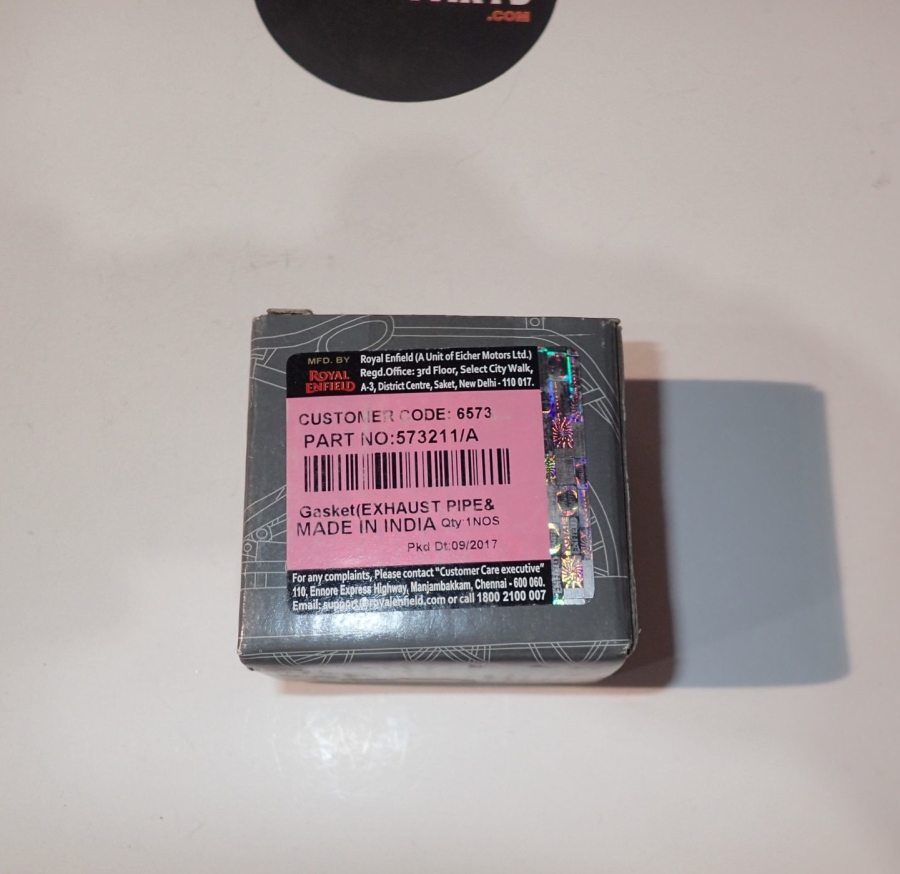 .COM
MFD. BY
ROYAL
ENFIELD
Royal Enfield (A Unit of Eicher Motors Ltd.)
Regd.Office: 3rd Floor, Select City Walk,
A-3, District Centre, Saket, New Delhi - 110 017.
CUSTOMER CODE: 6573
PART NO:573211/A
Gasket(EXHAUST PIPE&
MADE IN INDIA Qty:1NOS
Pkd Dt:09/2017
For any complaints, Please contact "Customer Care executive"
110, Ennore Express Highway, Manjambakkam, Chennai - 600 060.
Email: support@royalenfield.com or call 1800 2100 007